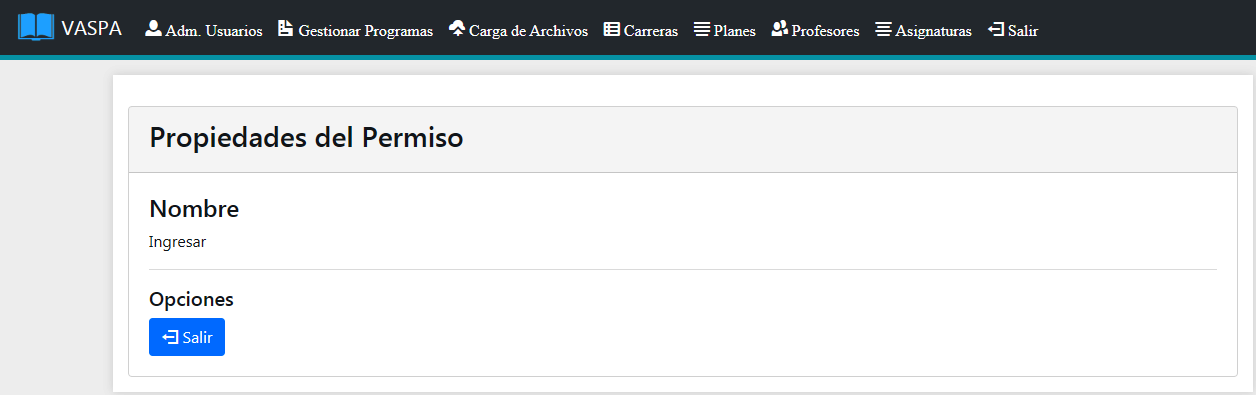 VASPA Adm. Usuarios Gestionar Programas Carga de Archivos Carreras Planes Profesores Asignaturas Salir
Propiedades del Permiso
Nombre
Ingresar
Opciones
Salir